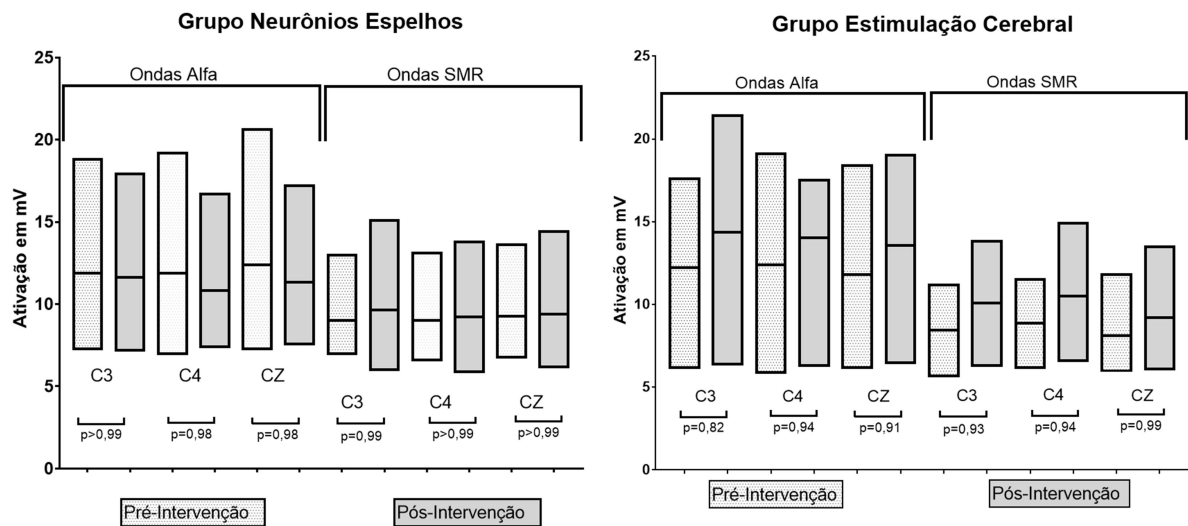 Grupo Neurônios Espelhos
Ativação em mV
25
20
15
10
5
0
Ondas Alfa
Ondas SMR
C3
C4
CZ
C3
C4
CZ
p>0,99
p=0,98
p=0,98
p=0,99
p>0,99
p>0,99
Pré-Intervenção
Pós-Intervenção
Grupo Estimulação Cerebral
Ativação em mV
25
20
15
10
5
0
Ondas Alfa
Ondas SMR
C3
C4
CZ
C3
C4
CZ
p=0,82
p=0,94
p=0,91
p=0,93
p=0,94
p=0,99
Pré-Intervenção
Pós-Intervenção